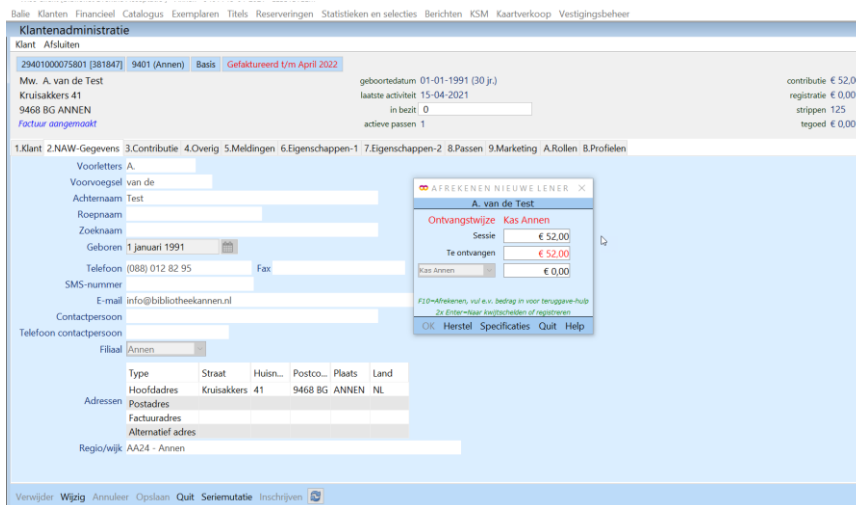 Balie Klanten Financieel Catalogus Exemplaren Titels Reserveringen Statistieken en selecties Berichten KSM Kaartverkoop Vestigingsbeheer
Klantenadministratie
Klant Afsluiten
29401000075801 [381847] 9401 (Annen) Basis Gefaktureerd t/m April 2022
Mw. A. van de Test geboortedatum 01-01-1991 (30 jr.) contributie € 52,0
Kruisakkers 41 laatste activiteit 15-04-2021 registratie € 0,00
9468 BG ANNEN in bezit 0 strippen 125
Factuur aangemaakt actieve passen 1 tegoed € 0,00
1.Klant 2.NAW-Gegevens 3.Contributie 4.Overig 5.Meldingen 6.Eigenschappen-1 7.Eigenschappen-2 8.Passen 9.Marketing A.Rollen B.Profielen
Voorletters A.
Voorvoegsel van de
Achternaam Test
Roepnaam
Zoeknaam
Geboren 1 januari 1991
Telefoon (088) 012 82 95 Fax
SMS-nummer
E-mail info@bibliotheekannen.nl
Contactpersoon
Telefoon contactpersoon
Filiaal Annen
Type Straat Huisn... Postco... Plaats Land
Hoofdadres Kruisakkers 41 9468 BG ANNEN NL
Adressen Postadres
Factuuradres
Alternatief adres
Regio/wijk AA24 - Annen
AFREKENEN NIEUWE LENER
A. van de Test
Ontvangstwijze Kas Annen
Sessie € 52,00
Te ontvangen € 52,00
Kas Annen € 0,00
F10=Afrekenen, vul e.v. bedrag in voor teruggave-hulp
2x Enter=Naar kwijtschelden of registreren
OK Herstel Specificaties Quit Help
Verwijder Wijzig Annuleer Opslaan Quit Seriemutatie Inschrijven